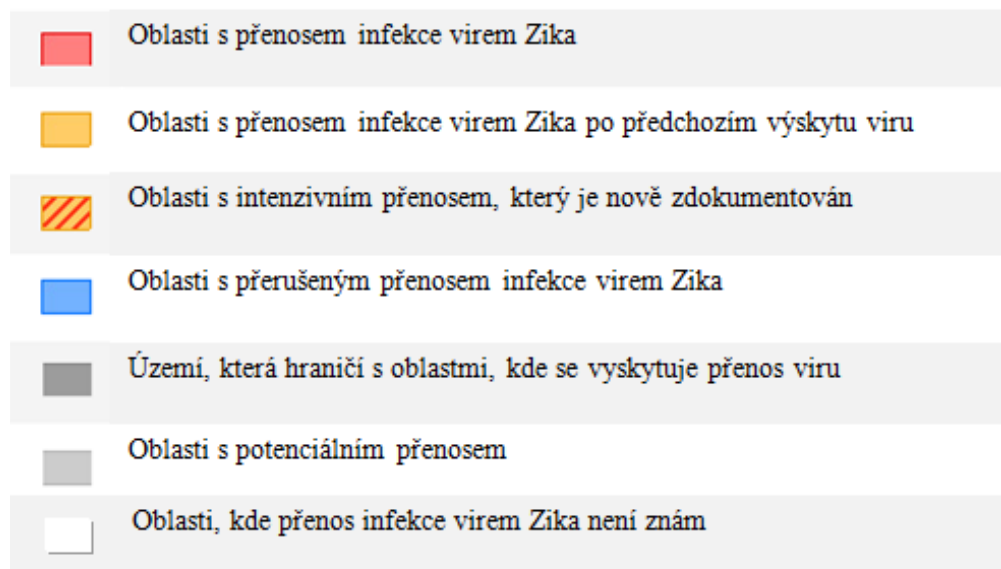 Oblasti s přenosem infekce virem Zika
Oblasti s přenosem infekce virem Zika po předchozím výskytu viru
Oblasti s intenzivním přenosem, který je nově zdokumentován
Oblasti s přerušeným přenosem infekce virem Zika
Území, která hraničí s oblastmi, kde se vyskytuje přenos viru
Oblasti s potenciálním přenosem
Oblasti, kde přenos infekce virem Zika není znám